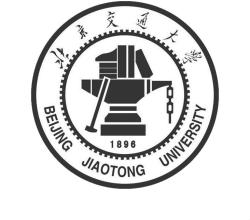 北京交通大学
1896
BEIJING JIAOTONG UNIVERSITY